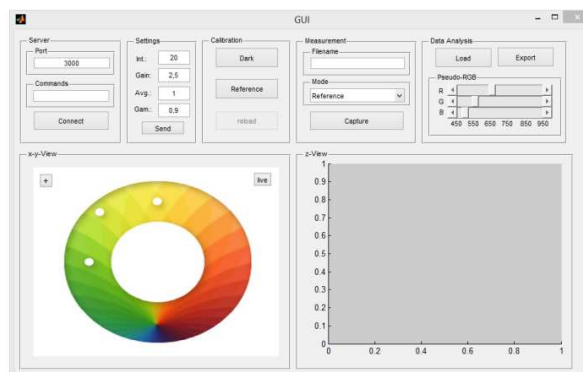 GUI
Server
Port
3000
Commands
Connect
Settings
Int.: 20
Gain: 2,5
Avg.: 1
Gam.: 0,9
Send
Calibration
Dark
Reference
reload
Measurement
Filename
Mode
Reference
Capture
Data Analysis
Load Export
Pseudo-RGB
R
G
B
450 550 650 750 850 950
x-y-View
+ live
z-View
1
0.9
0.8
0.7
0.6
0.5
0.4
0.3
0.2
0.1
0
0 0.2 0.4 0.6 0.8 1